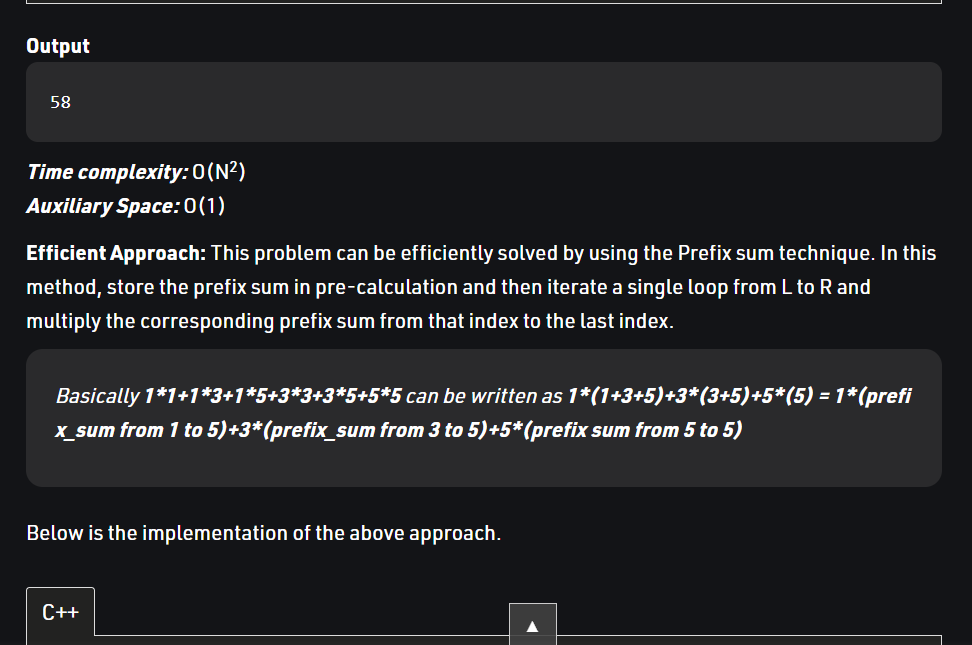 Output
58
Time complexity: O(N²)
Auxiliary Space: O(1)
Efficient Approach: This problem can be efficiently solved by using the Prefix sum technique. In this
method, store the prefix sum in pre-calculation and then iterate a single loop from L to R and
multiply the corresponding prefix sum from that index to the last index.
Basically 1*1+1*3+1*5+3*3+3*5+5*5 can be written as 1*(1+3+5)+3*(3+5)+5*(5) = 1*(prefi
x_sum from 1 to 5)+3*(prefix_sum from 3 to 5)+5*(prefix sum from 5 to 5)
Below is the implementation of the above approach.
C++
▲